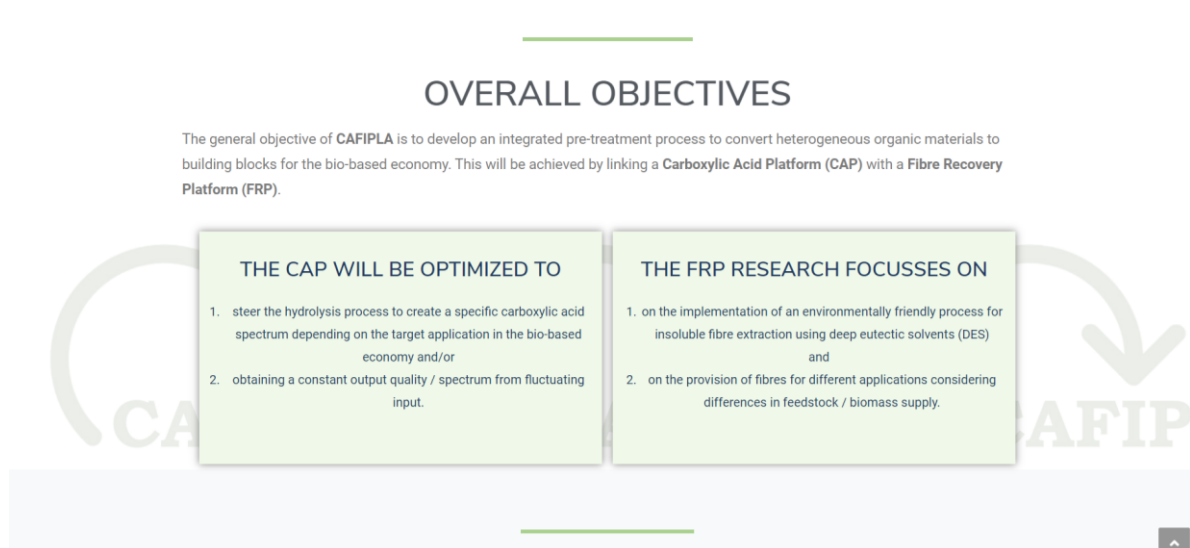 OVERALL OBJECTIVES
The general objective of CAFIPLA is to develop an integrated pre-treatment process to convert heterogeneous organic materials to
building blocks for the bio-based economy. This will be achieved by linking a Carboxylic Acid Platform (CAP) with a Fibre Recovery
Platform (FRP).
THE CAP WILL BE OPTIMIZED TO
1. steer the hydrolysis process to create a specific carboxylic acid
spectrum depending on the target application in the bio-based
economy and/or
2. obtaining a constant output quality / spectrum from fluctuating
input.
THE FRP RESEARCH FOCUSSES ON
1. on the implementation of an environmentally friendly process for
insoluble fibre extraction using deep eutectic solvents (DES)
and
2. on the provision of fibres for different applications considering
differences in feedstock / biomass supply.
CA
CAFIP